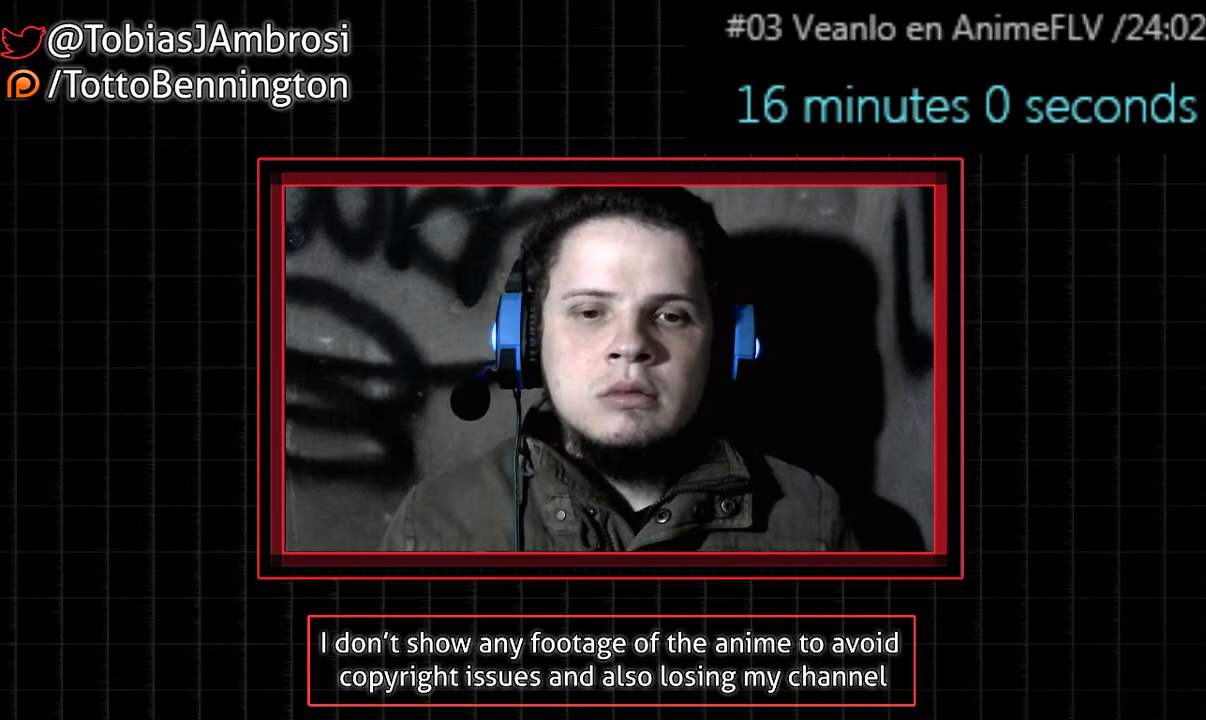 @TobiasJAmbrosi
/TottoBennington
#03 Veanlo en AnimeFLV /24:02
16 minutes 0 seconds
I don't show any footage of the anime to avoid
copyright issues and also losing my channel